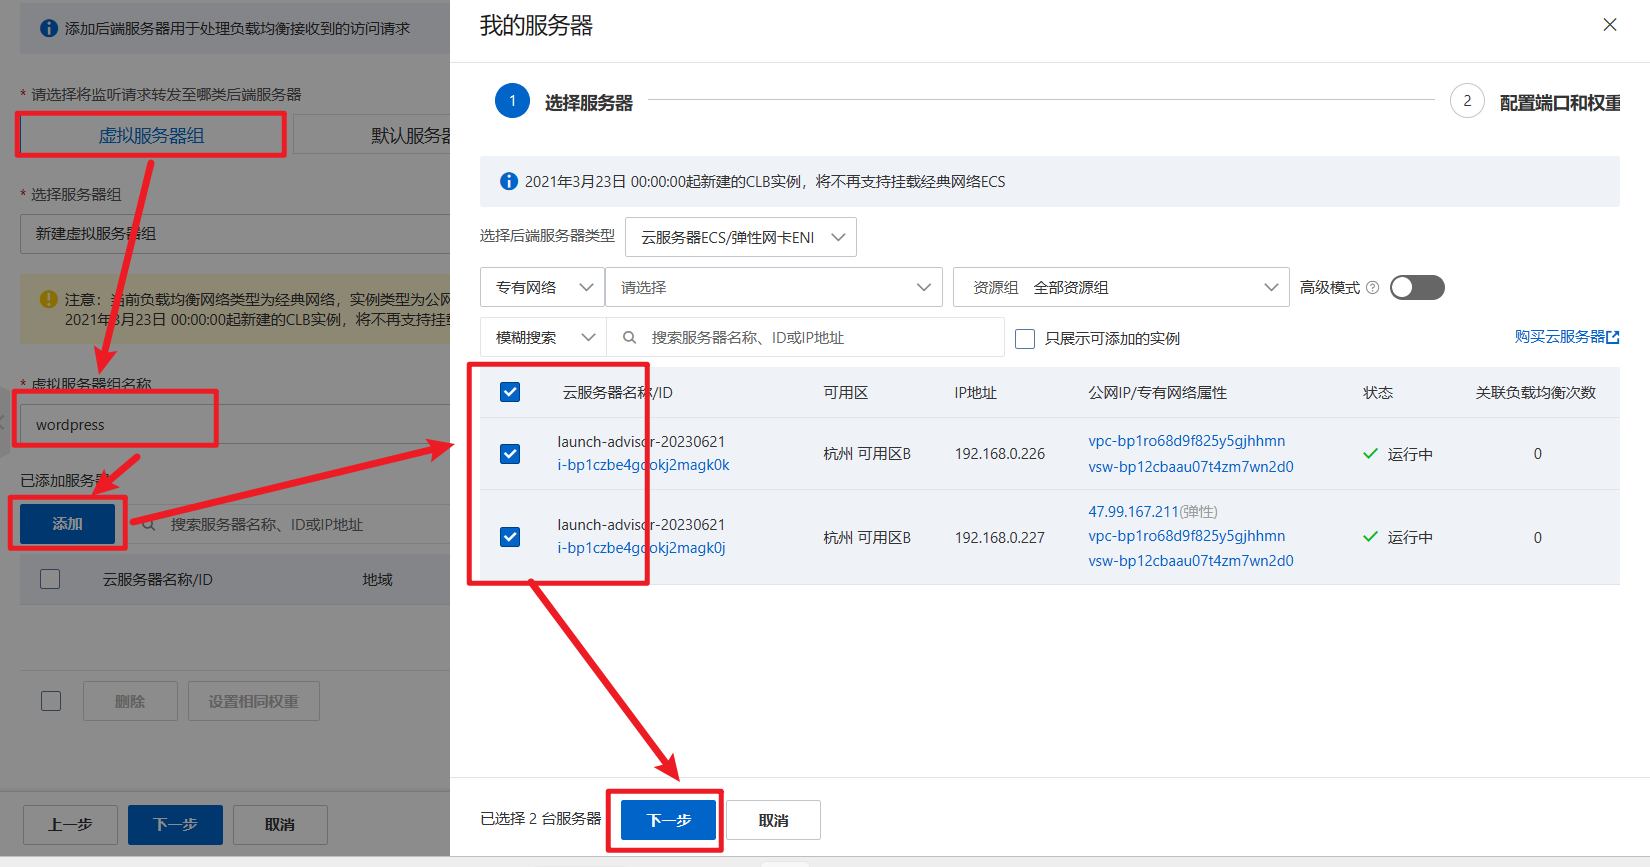 添加后端服务器用于处理负载均衡接收到的访问请求
* 请选择将监听请求转发至哪类后端服务器
虚拟服务器组
默认服务器
* 选择服务器组
新建虚拟服务器组
注意：当前负载均衡网络类型为经典网络，实例类型为公网
2021年3月23日 00:00:00起新建的CLB实例，将不再支持挂载
* 虚拟服务器组名称
wordpress
已添加服务器
添加
搜索服务器名称、ID或IP地址
云服务器名称/ID
地域
删除
设置相同权重
上一步
下一步
取消
我的服务器
1
选择服务器
2
配置端口和权重
2021年3月23日 00:00:00起新建的CLB实例，将不再支持挂载经典网络ECS
选择后端服务器类型
云服务器ECS/弹性网卡ENI
专有网络
请选择
资源组 全部资源组
高级模式
模糊搜索
搜索服务器名称、ID或IP地址
只展示可添加的实例
购买云服务器
云服务器名称/ID
可用区
IP地址
公网IP/专有网络属性
状态
关联负载均衡次数
launch-advisor-20230621
i-bp1czbe4gookj2magk0k
杭州 可用区B
192.168.0.226
vpc-bp1ro68d9f825y5gjhhmn
vsw-bp12cbaau07t4zm7wn2d0
运行中
0
launch-advisor-20230621
i-bp1czbe4gookj2magk0j
杭州 可用区B
192.168.0.227
47.99.167.211(弹性)
vpc-bp1ro68d9f825y5gjhhmn
vsw-bp12cbaau07t4zm7wn2d0
运行中
0
已选择 2 台服务器
下一步
取消